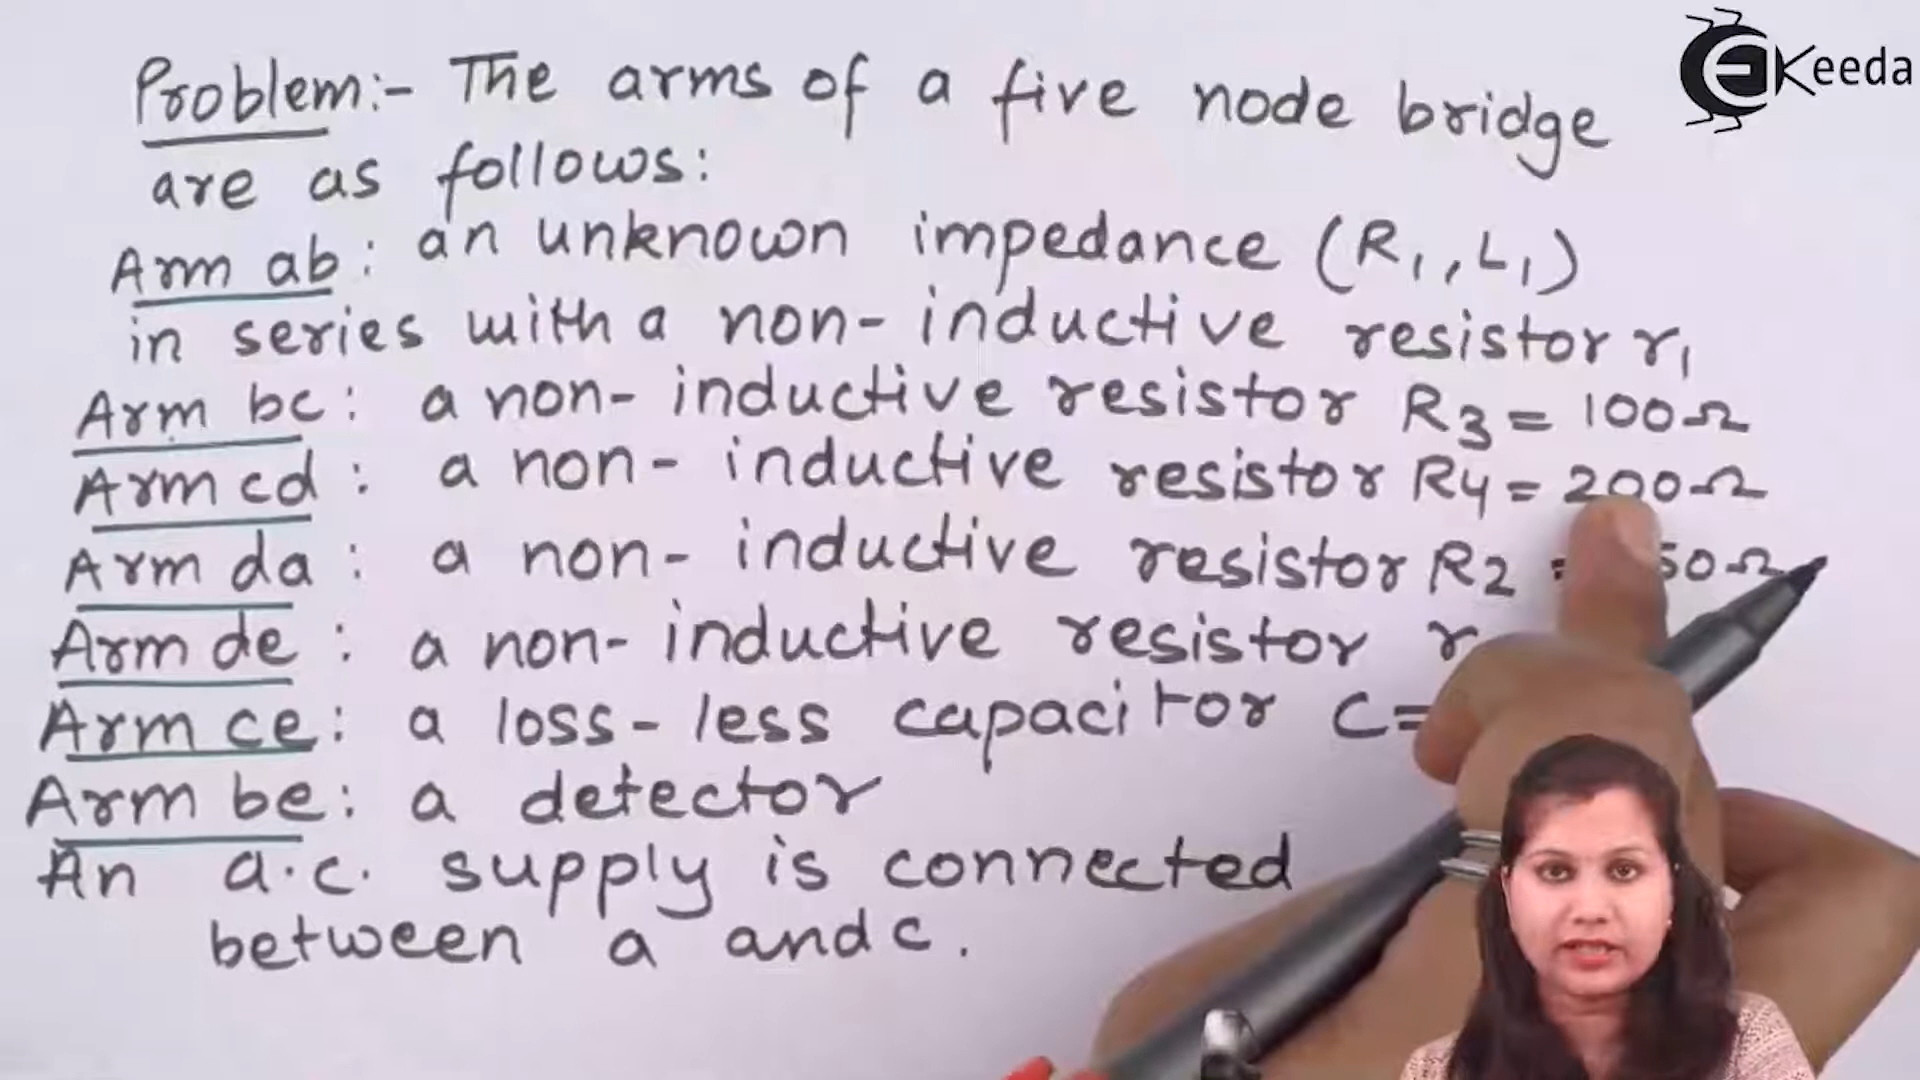 Problem:- The arms of a five node bridge
EKeeda
are as follows:
Arm ab: an unknown impedance (R1, L1)
in series with a non-inductive resistor r1
Arm bc: a non-inductive resistor R3 = 100Ω
Arm cd: a non-inductive resistor R4 = 200Ω
Arm da: a non-inductive resistor R2 = 50Ω
Arm de: a non-inductive resistor r
Arm ce: a loss-less capacitor C=
Arm be: a detector
An a.c. supply is connected
between a and c.